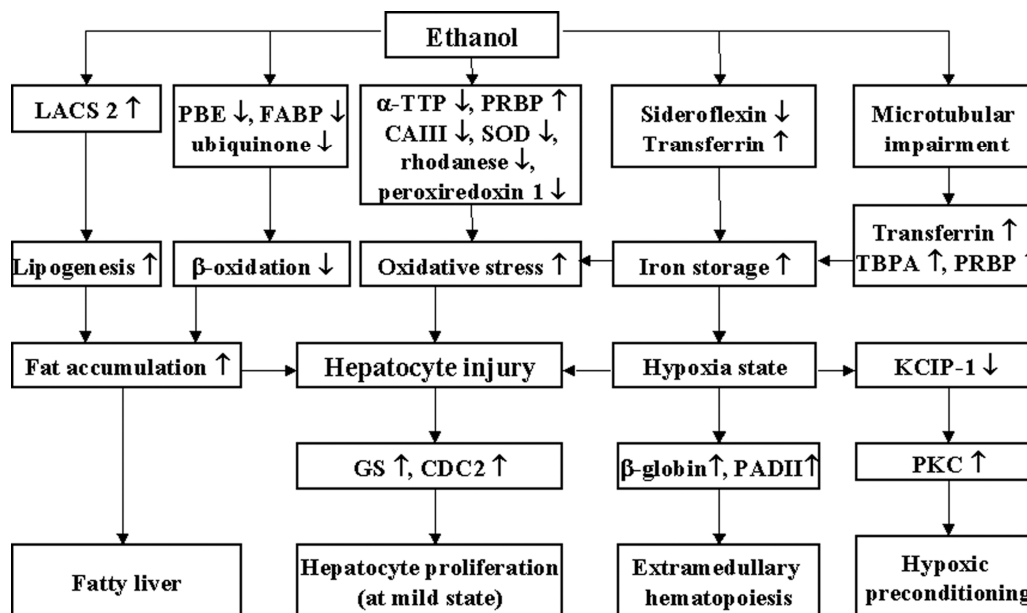 Ethanol
LACS 2 ↑
PBE ↓, FABP ↓
ubiquinone ↓
α-TTP ↓, PRBP ↑
CAIII ↓, SOD ↓,
rhodanese ↓,
peroxiredoxin 1 ↓
Sideroflexin ↓
Transferrin ↑
Microtubular
impairment
Lipogenesis ↑
β-oxidation ↓
Oxidative stress ↑
Iron storage ↑
Transferrin ↑
TBPA ↑, PRBP ↑
Fat accumulation ↑
Hepatocyte injury
Hypoxia state
KCIP-1 ↓
GS ↑, CDC2 ↑
β-globin↑, PADII↑
PKC ↑
Fatty liver
Hepatocyte proliferation
(at mild state)
Extramedullary
hematopoiesis
Hypoxic
preconditioning